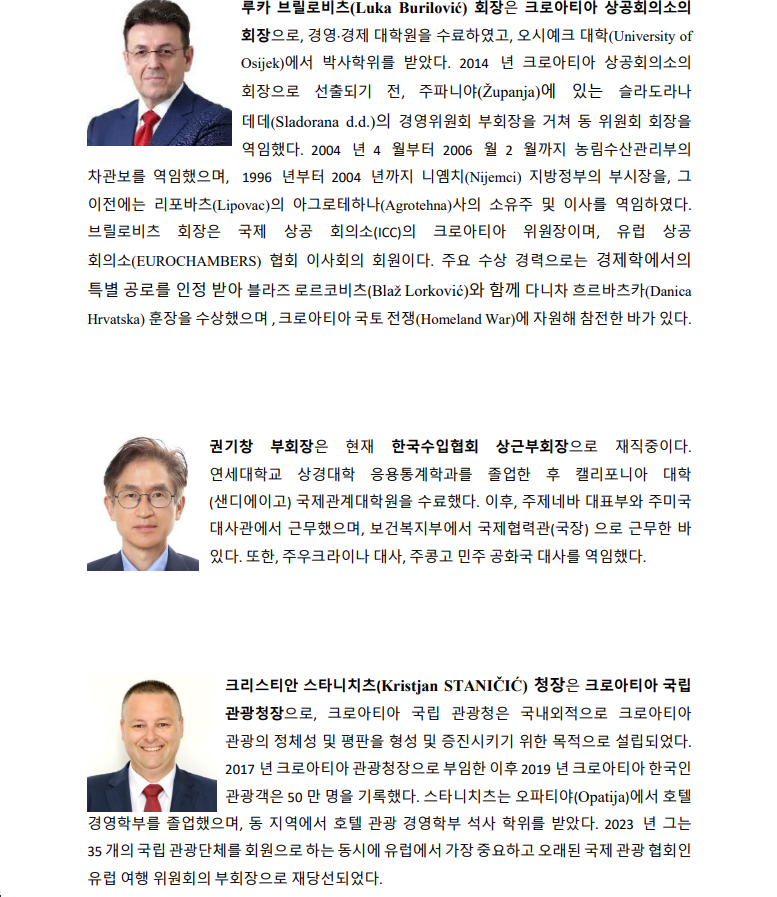 루카 브릴로비츠(Luka Burilović) 회장은 크로아티아 상공회의소의
회장으로, 경영·경제 대학원을 수료하였고, 오시예크 대학(University of
Osijek)에서 박사학위를 받았다. 2014 년 크로아티아 상공회의소의
회장으로 선출되기 전, 주파니야(Županja)에 있는 슬라도라나
데데(Sladorana d.d.)의 경영위원회 부회장을 거쳐 동 위원회 회장을
역임했다. 2004 년 4 월부터 2006 월 2 월까지 농림수산관리부의
차관보를 역임했으며, 1996 년부터 2004 년까지 니옘치(Nijemci) 지방정부의 부시장을, 그
이전에는 리포바츠(Lipovac)의 아그로테하나(Agrotehna)사의 소유주 및 이사를 역임하였다.
브릴로비츠 회장은 국제 상공 회의소(ICC)의 크로아티아 위원장이며, 유럽 상공
회의소(EUROCHAMBERS) 협회 이사회의 회원이다. 주요 수상 경력으로는 경제학에서의
특별 공로를 인정 받아 블라즈 로르코비츠(Blaž Lorković)와 함께 다니차 흐르바츠카(Danica
Hrvatska) 훈장을 수상했으며 , 크로아티아 국토 전쟁(Homeland War)에 자원해 참전한 바가 있다.
권기창 부회장은 현재 한국수입협회 상근부회장으로 재직중이다.
연세대학교 상경대학 응용통계학과를 졸업한 후 캘리포니아 대학
(샌디에이고) 국제관계대학원을 수료했다. 이후, 주제네바 대표부와 주미국
대사관에서 근무했으며, 보건복지부에서 국제협력관(국장) 으로 근무한 바
있다. 또한, 주우크라이나 대사, 주콩고 민주 공화국 대사를 역임했다.
크리스티안 스타니치츠(Kristjan STANIČIĆ) 청장은 크로아티아 국립
관광청장으로, 크로아티아 국립 관광청은 국내외적으로 크로아티아
관광의 정체성 및 평판을 형성 및 증진시키기 위한 목적으로 설립되었다.
2017 년 크로아티아 관광청장으로 부임한 이후 2019 년 크로아티아 한국인
관광객은 50 만 명을 기록했다. 스타니치츠는 오파티야(Opatija)에서 호텔
경영학부를 졸업했으며, 동 지역에서 호텔 관광 경영학부 석사 학위를 받았다. 2023 년 그는
35 개의 국립 관광단체를 회원으로 하는 동시에 유럽에서 가장 중요하고 오래된 국제 관광 협회인
유럽 여행 위원회의 부회장으로 재당선되었다.